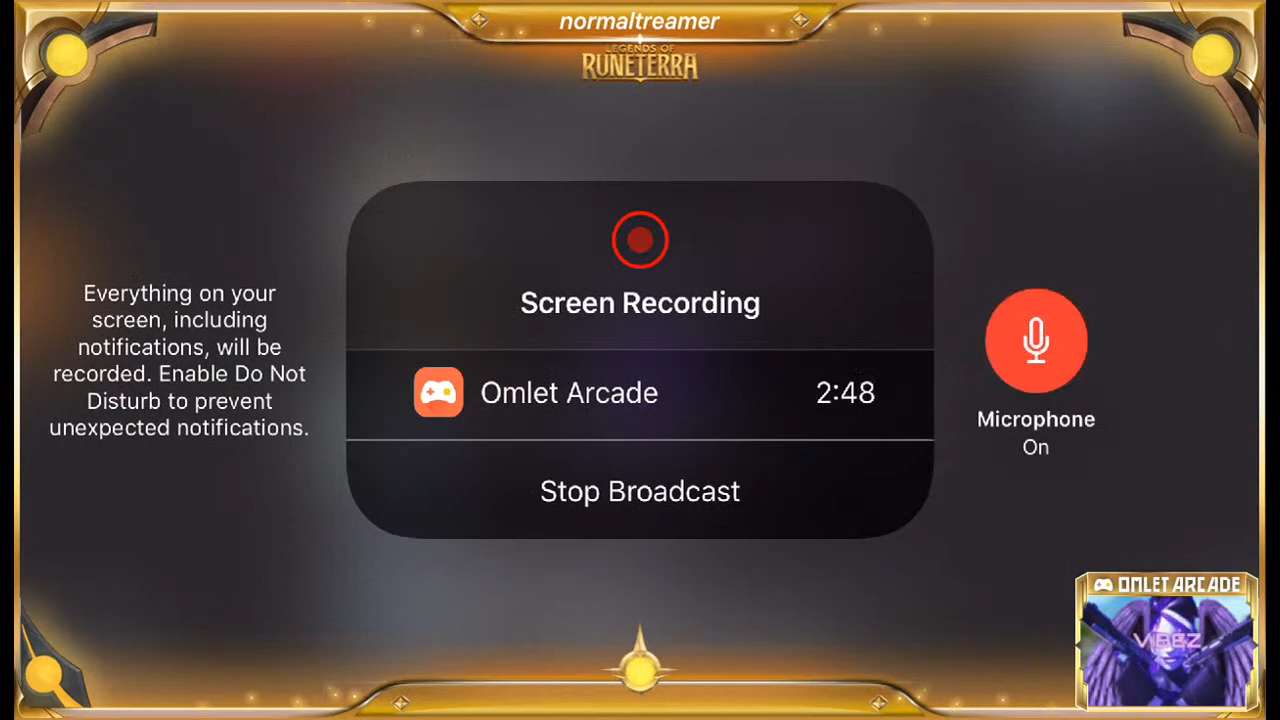 normaltreamer
LEGENDS OF
RUNETERRA
Everything on your
screen, including
notifications, will be
recorded. Enable Do Not
Disturb to prevent
unexpected notifications.
Screen Recording
Omlet Arcade 2:48
Stop Broadcast
Microphone
On
OMLET ARCADE
VIBEZ